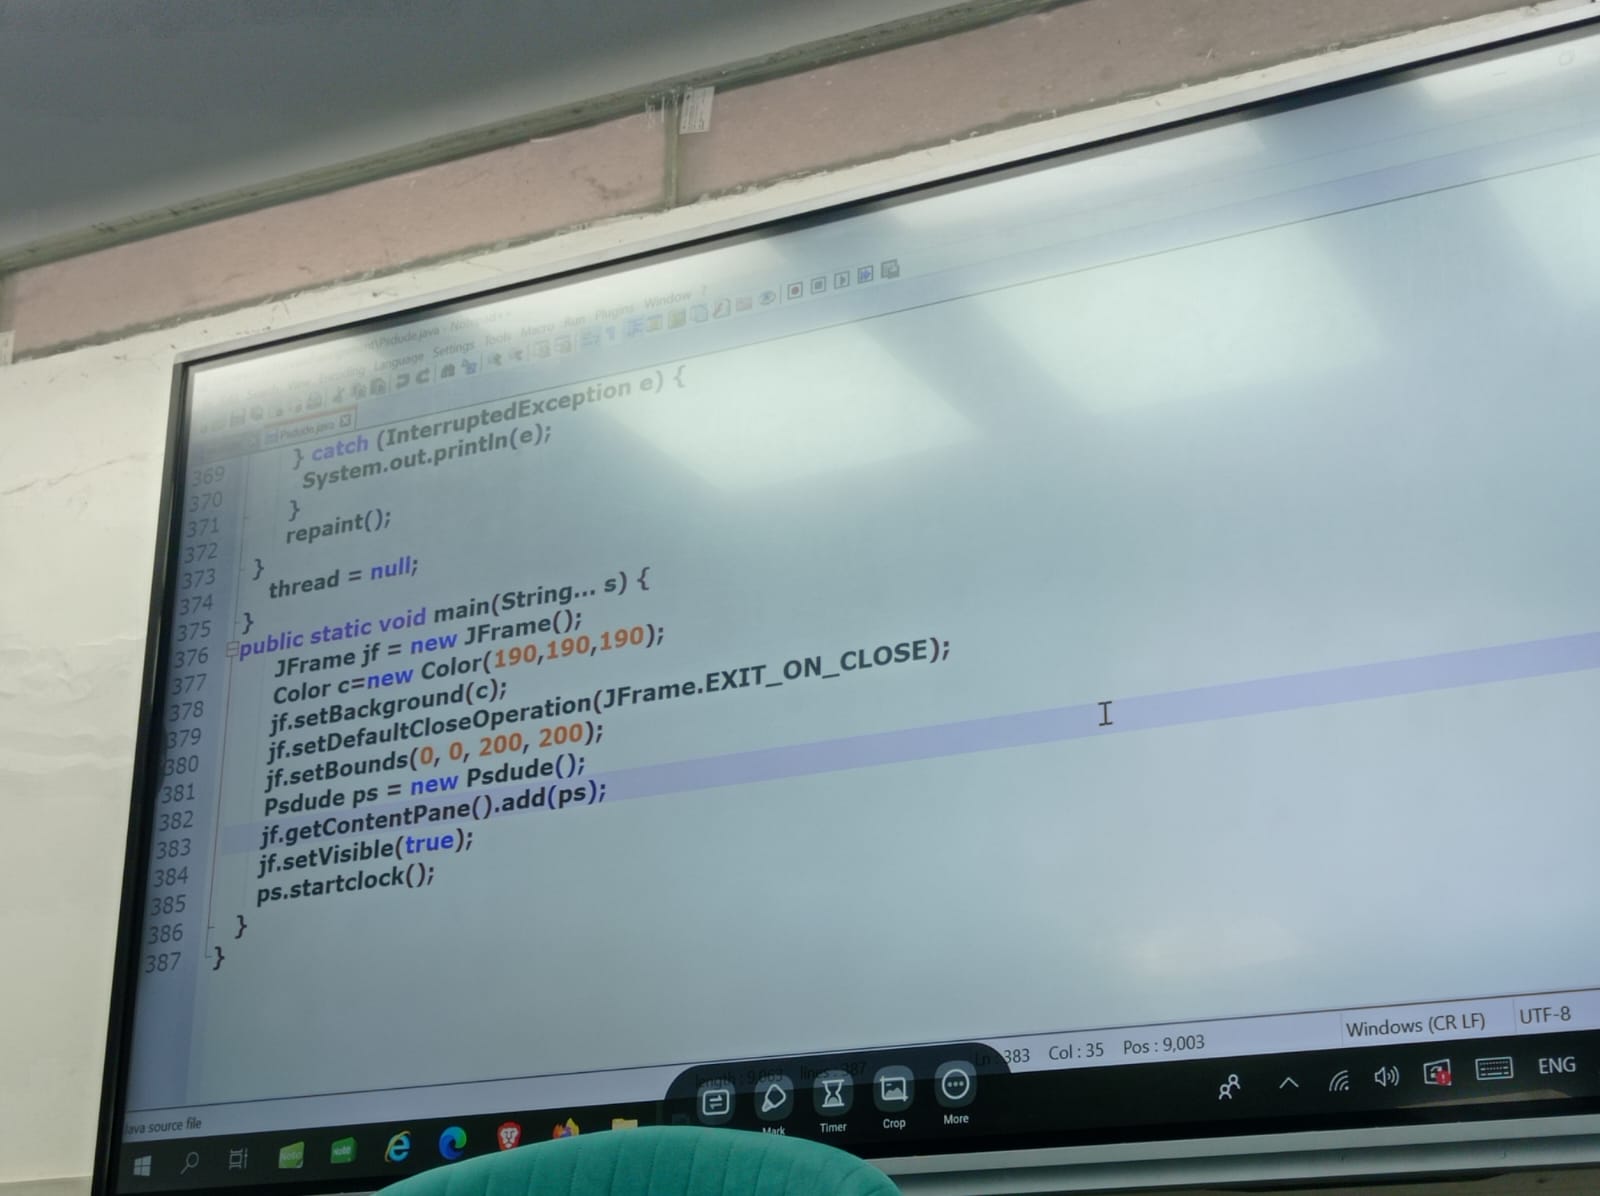 Psdude.java - Notepad++
Encoding Language Settings Tools Macro Run Plugins Window ?
Psdude.java
} catch (InterruptedException e) {
369 System.out.println(e);
370 }
371 repaint();
372 }
373 thread = null;
374 }
375 public static void main(String... s) {
376 JFrame jf = new JFrame();
377 Color c=new Color(190,190,190);
378 jf.setBackground(c);
379 jf.setDefaultCloseOperation(JFrame.EXIT_ON_CLOSE);
380 jf.setBounds(0, 0, 200, 200);
381 Psdude ps = new Psdude();
382 jf.getContentPane().add(ps);
383 jf.setVisible(true);
384 ps.startclock();
385
386 }
387 }
Java source file
length : 9,063 lines : 387 Ln : 383 Col : 35 Pos : 9,003 Windows (CR LF) UTF-8
Mark Timer Crop More
ENG